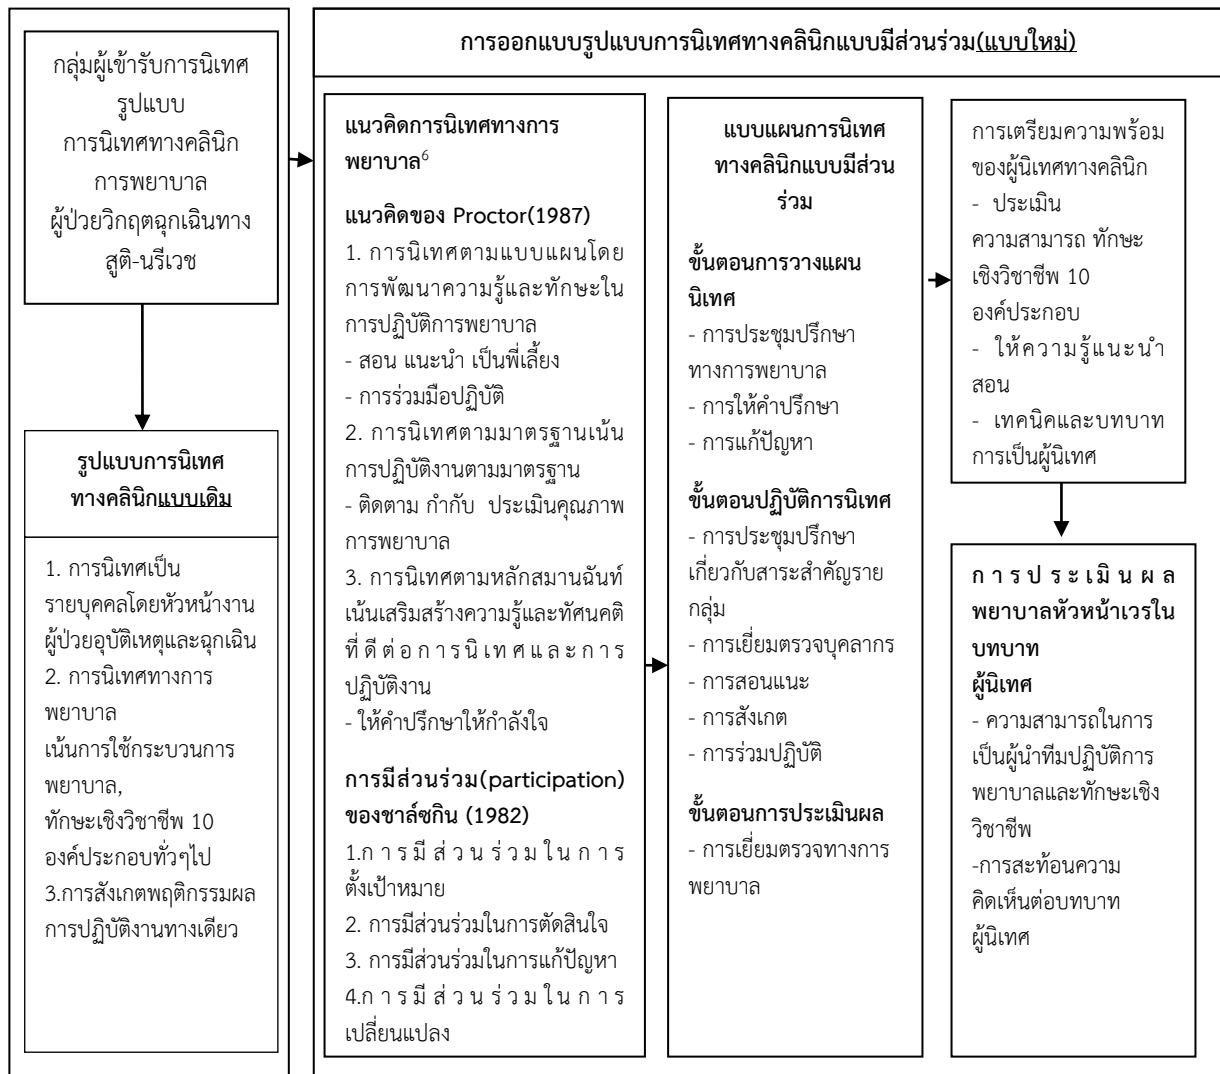 กลุ่มผู้เข้ารับการนิเทศ
รูปแบบ
การนิเทศทางคลินิก
การพยาบาล
ผู้ป่วยวิกฤตฉุกเฉินทาง
สูติ-นรีเวช
รูปแบบการนิเทศ
ทางคลินิกแบบเดิม
1. การนิเทศเป็น
รายบุคคลโดยหัวหน้างาน
ผู้ป่วยอุบัติเหตุและฉุกเฉิน
2. การนิเทศทางการ
พยาบาล
เน้นการใช้กระบวนการ
พยาบาล,
ทักษะเชิงวิชาชีพ 10
องค์ประกอบทั่วๆไป
3.การสังเกตพฤติกรรมผล
การปฏิบัติงานทางเดียว
การออกแบบรูปแบบการนิเทศทางคลินิกแบบมีส่วนร่วม(แบบใหม่)
แนวคิดการนิเทศทางการ
พยาบาล⁶
แนวคิดของ Proctor(1987)
1. การนิเทศตามแบบแผนโดย
การพัฒนาความรู้และทักษะใน
การปฏิบัติการพยาบาล
- สอน แนะนำ เป็นพี่เลี้ยง
- การร่วมมือปฏิบัติ
2. การนิเทศตามมาตรฐานเน้น
การปฏิบัติงานตามมาตรฐาน
- ติดตาม กำกับ ประเมินคุณภาพ
การพยาบาล
3. การนิเทศตามหลักสมานฉันท์
เน้นเสริมสร้างความรู้และทัศนคติ
ที่ดีต่อการนิเทศและการ
ปฏิบัติงาน
- ให้คำปรึกษาให้กำลังใจ
การมีส่วนร่วม(participation)
ของชาล์ซกิน (1982)
1.การมีส่วนร่วมในการ
ตั้งเป้าหมาย
2. การมีส่วนร่วมในการตัดสินใจ
3. การมีส่วนร่วมในการแก้ปัญหา
4.การมีส่วนร่วมในการ
เปลี่ยนแปลง
แบบแผนการนิเทศ
ทางคลินิกแบบมีส่วน
ร่วม
ขั้นตอนการวางแผน
นิเทศ
- การประชุมปรึกษา
ทางการพยาบาล
- การให้คำปรึกษา
- การแก้ปัญหา
ขั้นตอนปฏิบัติการนิเทศ
- การประชุมปรึกษา
เกี่ยวกับสาระสำคัญราย
กลุ่ม
- การเยี่ยมตรวจบุคลากร
- การสอนแนะ
- การสังเกต
- การร่วมปฏิบัติ
ขั้นตอนการประเมินผล
- การเยี่ยมตรวจทางการ
พยาบาล
การเตรียมความพร้อม
ของผู้นิเทศทางคลินิก
- ประเมิน
ความสามารถ ทักษะ
เชิงวิชาชีพ 10
องค์ประกอบ
- ให้ความรู้แนะนำ
สอน
- เทคนิคและบทบาท
การเป็นผู้นิเทศ
การประเมินผล
พยาบาลหัวหน้าเวรใน
บทบาท
ผู้นิเทศ
- ความสามารถในการ
เป็นผู้นำทีมปฏิบัติการ
พยาบาลและทักษะเชิง
วิชาชีพ
-การสะท้อนความ
คิดเห็นต่อบทบาท
ผู้นิเทศ